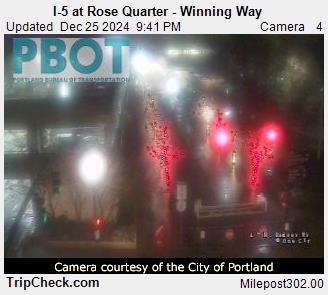 I-5 at Rose Quarter - Winning Way
Updated Dec 25 2024 9:41 PM Camera 4
PBOT
PORTLAND BUREAU OF TRANSPORTATION
Camera courtesy of the City of Portland
TripCheck.com Milepost302.00